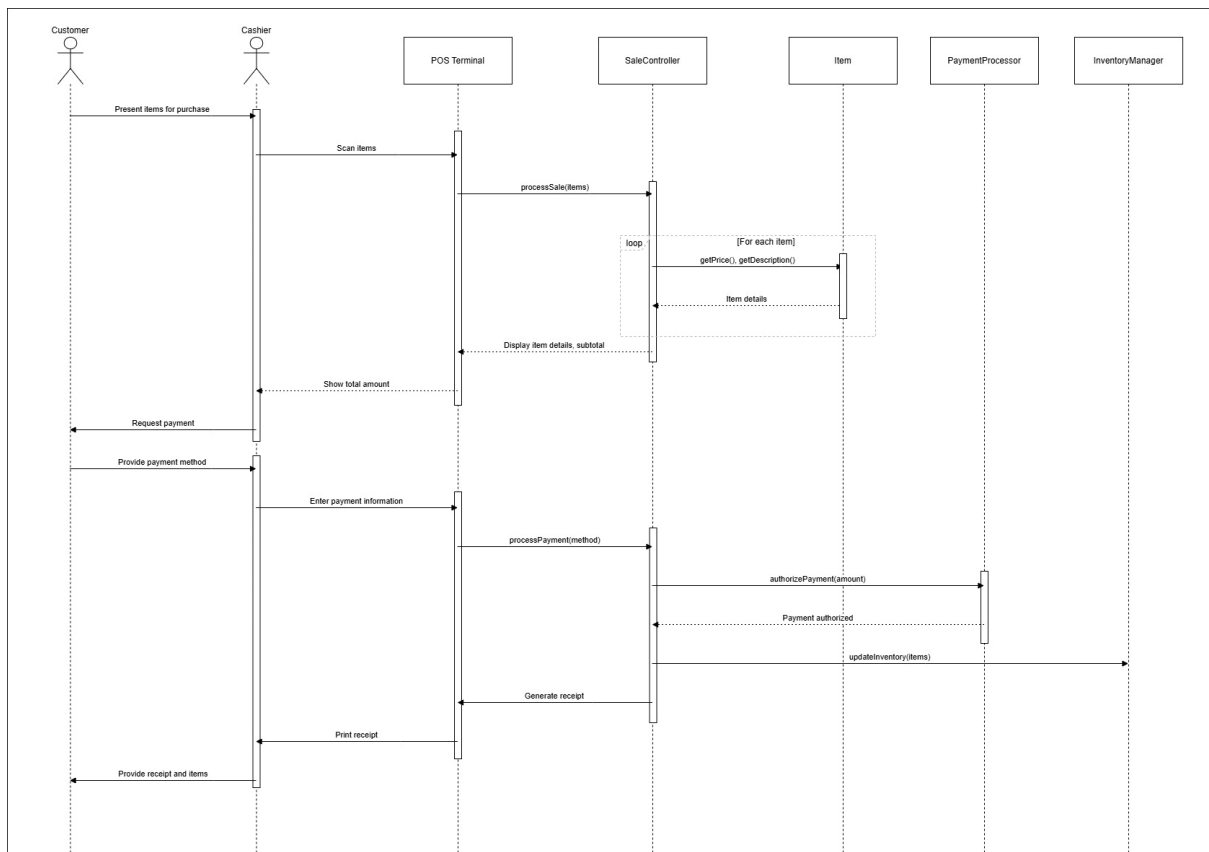 Customer
Cashier
POS Terminal
SaleController
Item
PaymentProcessor
InventoryManager
Present items for purchase
Scan items
processSale(items)
loop
[For each item]
getPrice(), getDescription()
Item details
Display item details, subtotal
Show total amount
Request payment
Provide payment method
Enter payment information
processPayment(method)
authorizePayment(amount)
Payment authorized
updateInventory(items)
Generate receipt
Print receipt
Provide receipt and items